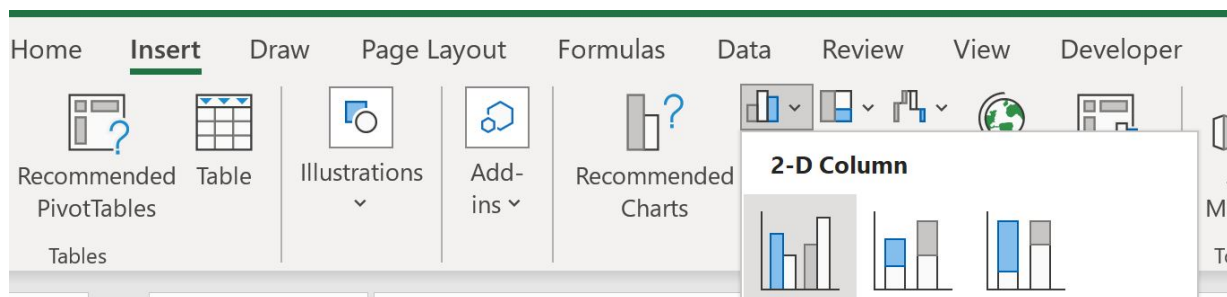 Home Insert Draw Page Layout Formulas Data Review View Developer
Recommended PivotTables
Table
Illustrations
Add-ins
Recommended Charts
2-D Column
Tables